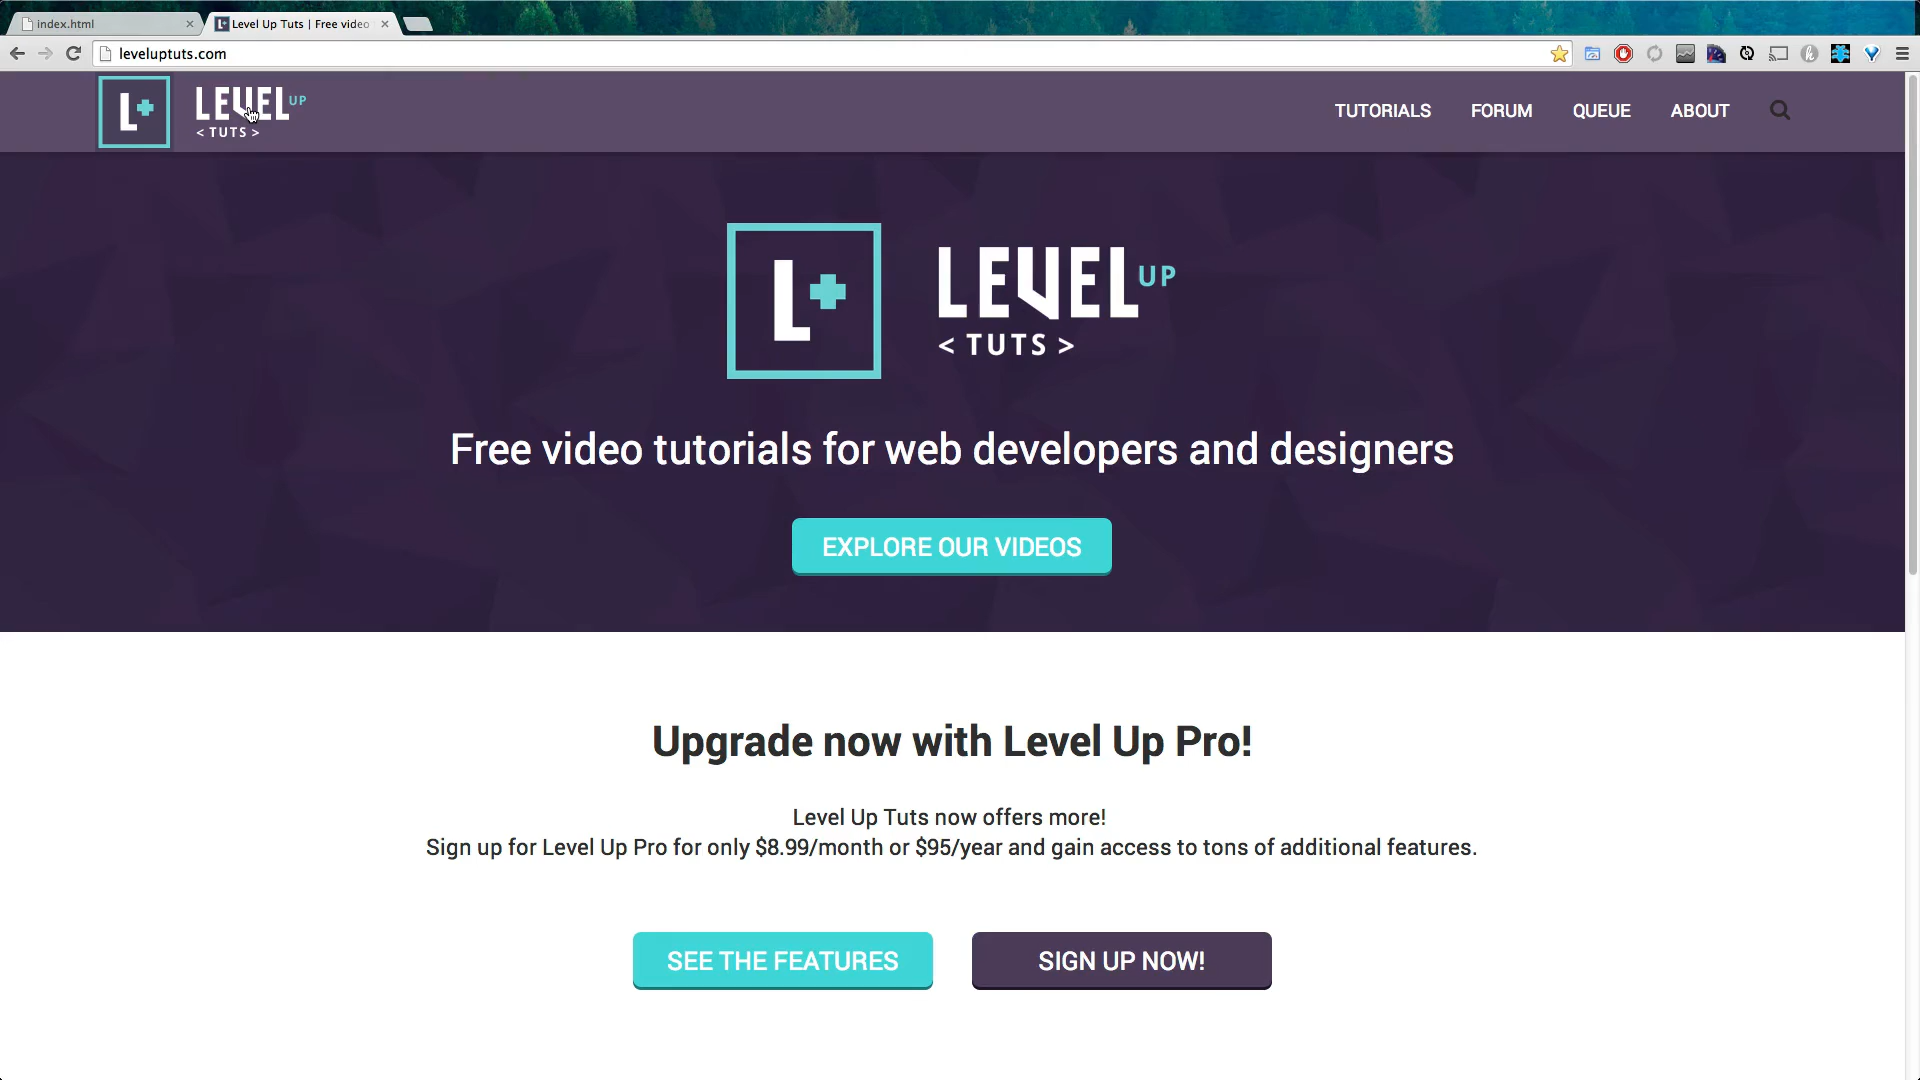 index.html
Level Up Tuts | Free video
leveluptuts.com
L+
LEVEL UP
< TUTS >
TUTORIALS
FORUM
QUEUE
ABOUT
L+
LEVEL UP
< TUTS >
Free video tutorials for web developers and designers
EXPLORE OUR VIDEOS
Upgrade now with Level Up Pro!
Level Up Tuts now offers more!
Sign up for Level Up Pro for only $8.99/month or $95/year and gain access to tons of additional features.
SEE THE FEATURES
SIGN UP NOW!